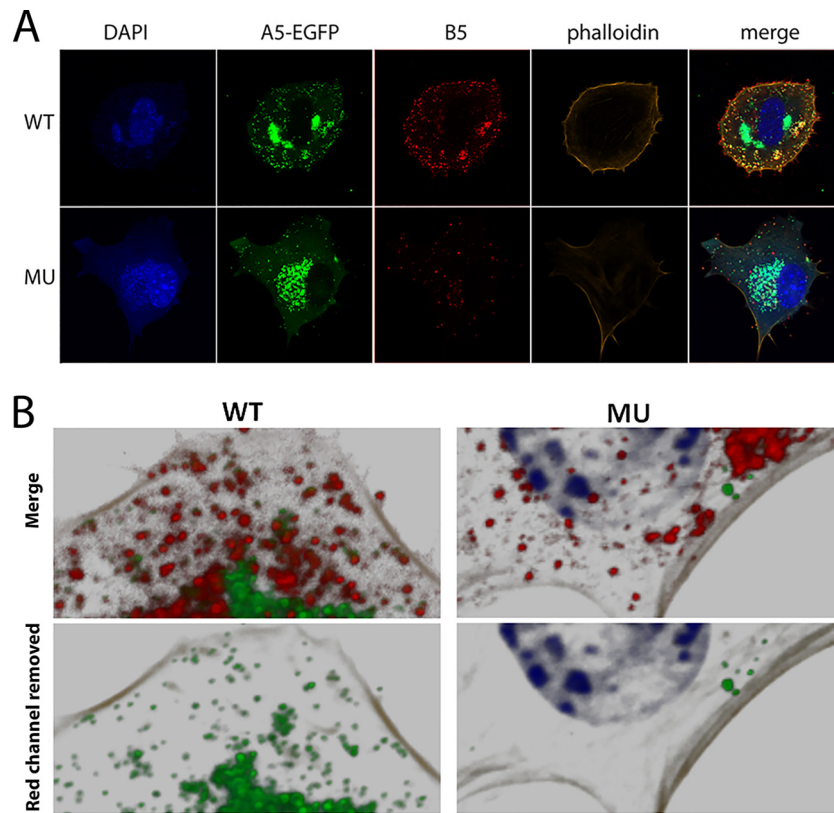 A
DAPI A5-EGFP B5 phalloidin merge
WT
MU
B
WT MU
Merge
Red channel removed